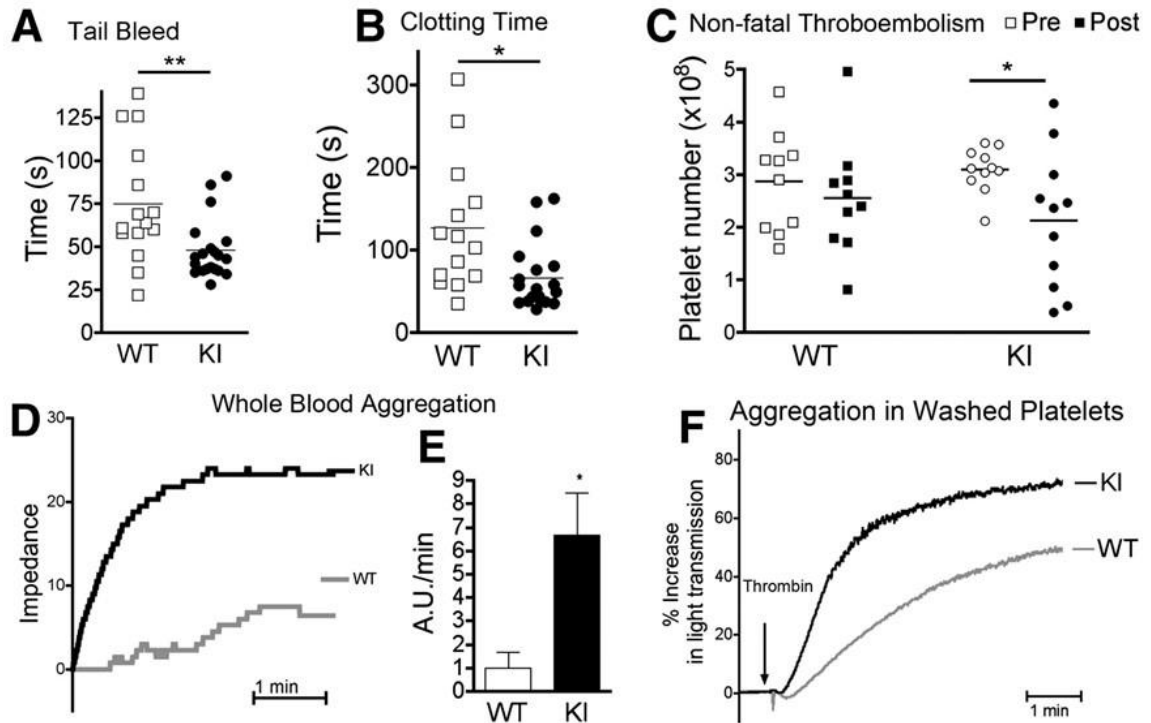 A Tail Bleed
**
Time (s)
125
100
75
50
25
0
WT KI
B Clotting Time
*
Time (s)
300
200
100
0
WT KI
C Non-fatal Throboembolism □ Pre ■ Post
*
Platelet number (x10⁸)
5
4
3
2
1
0
WT KI
D Whole Blood Aggregation
Impedance
30
20
10
0
KI
WT
1 min
E
A.U./min
9
8
7
6
5
4
3
2
1
0
*
WT KI
F Aggregation in Washed Platelets
% Increase
in light transmission
80
60
40
20
0
Thrombin
KI
WT
1 min